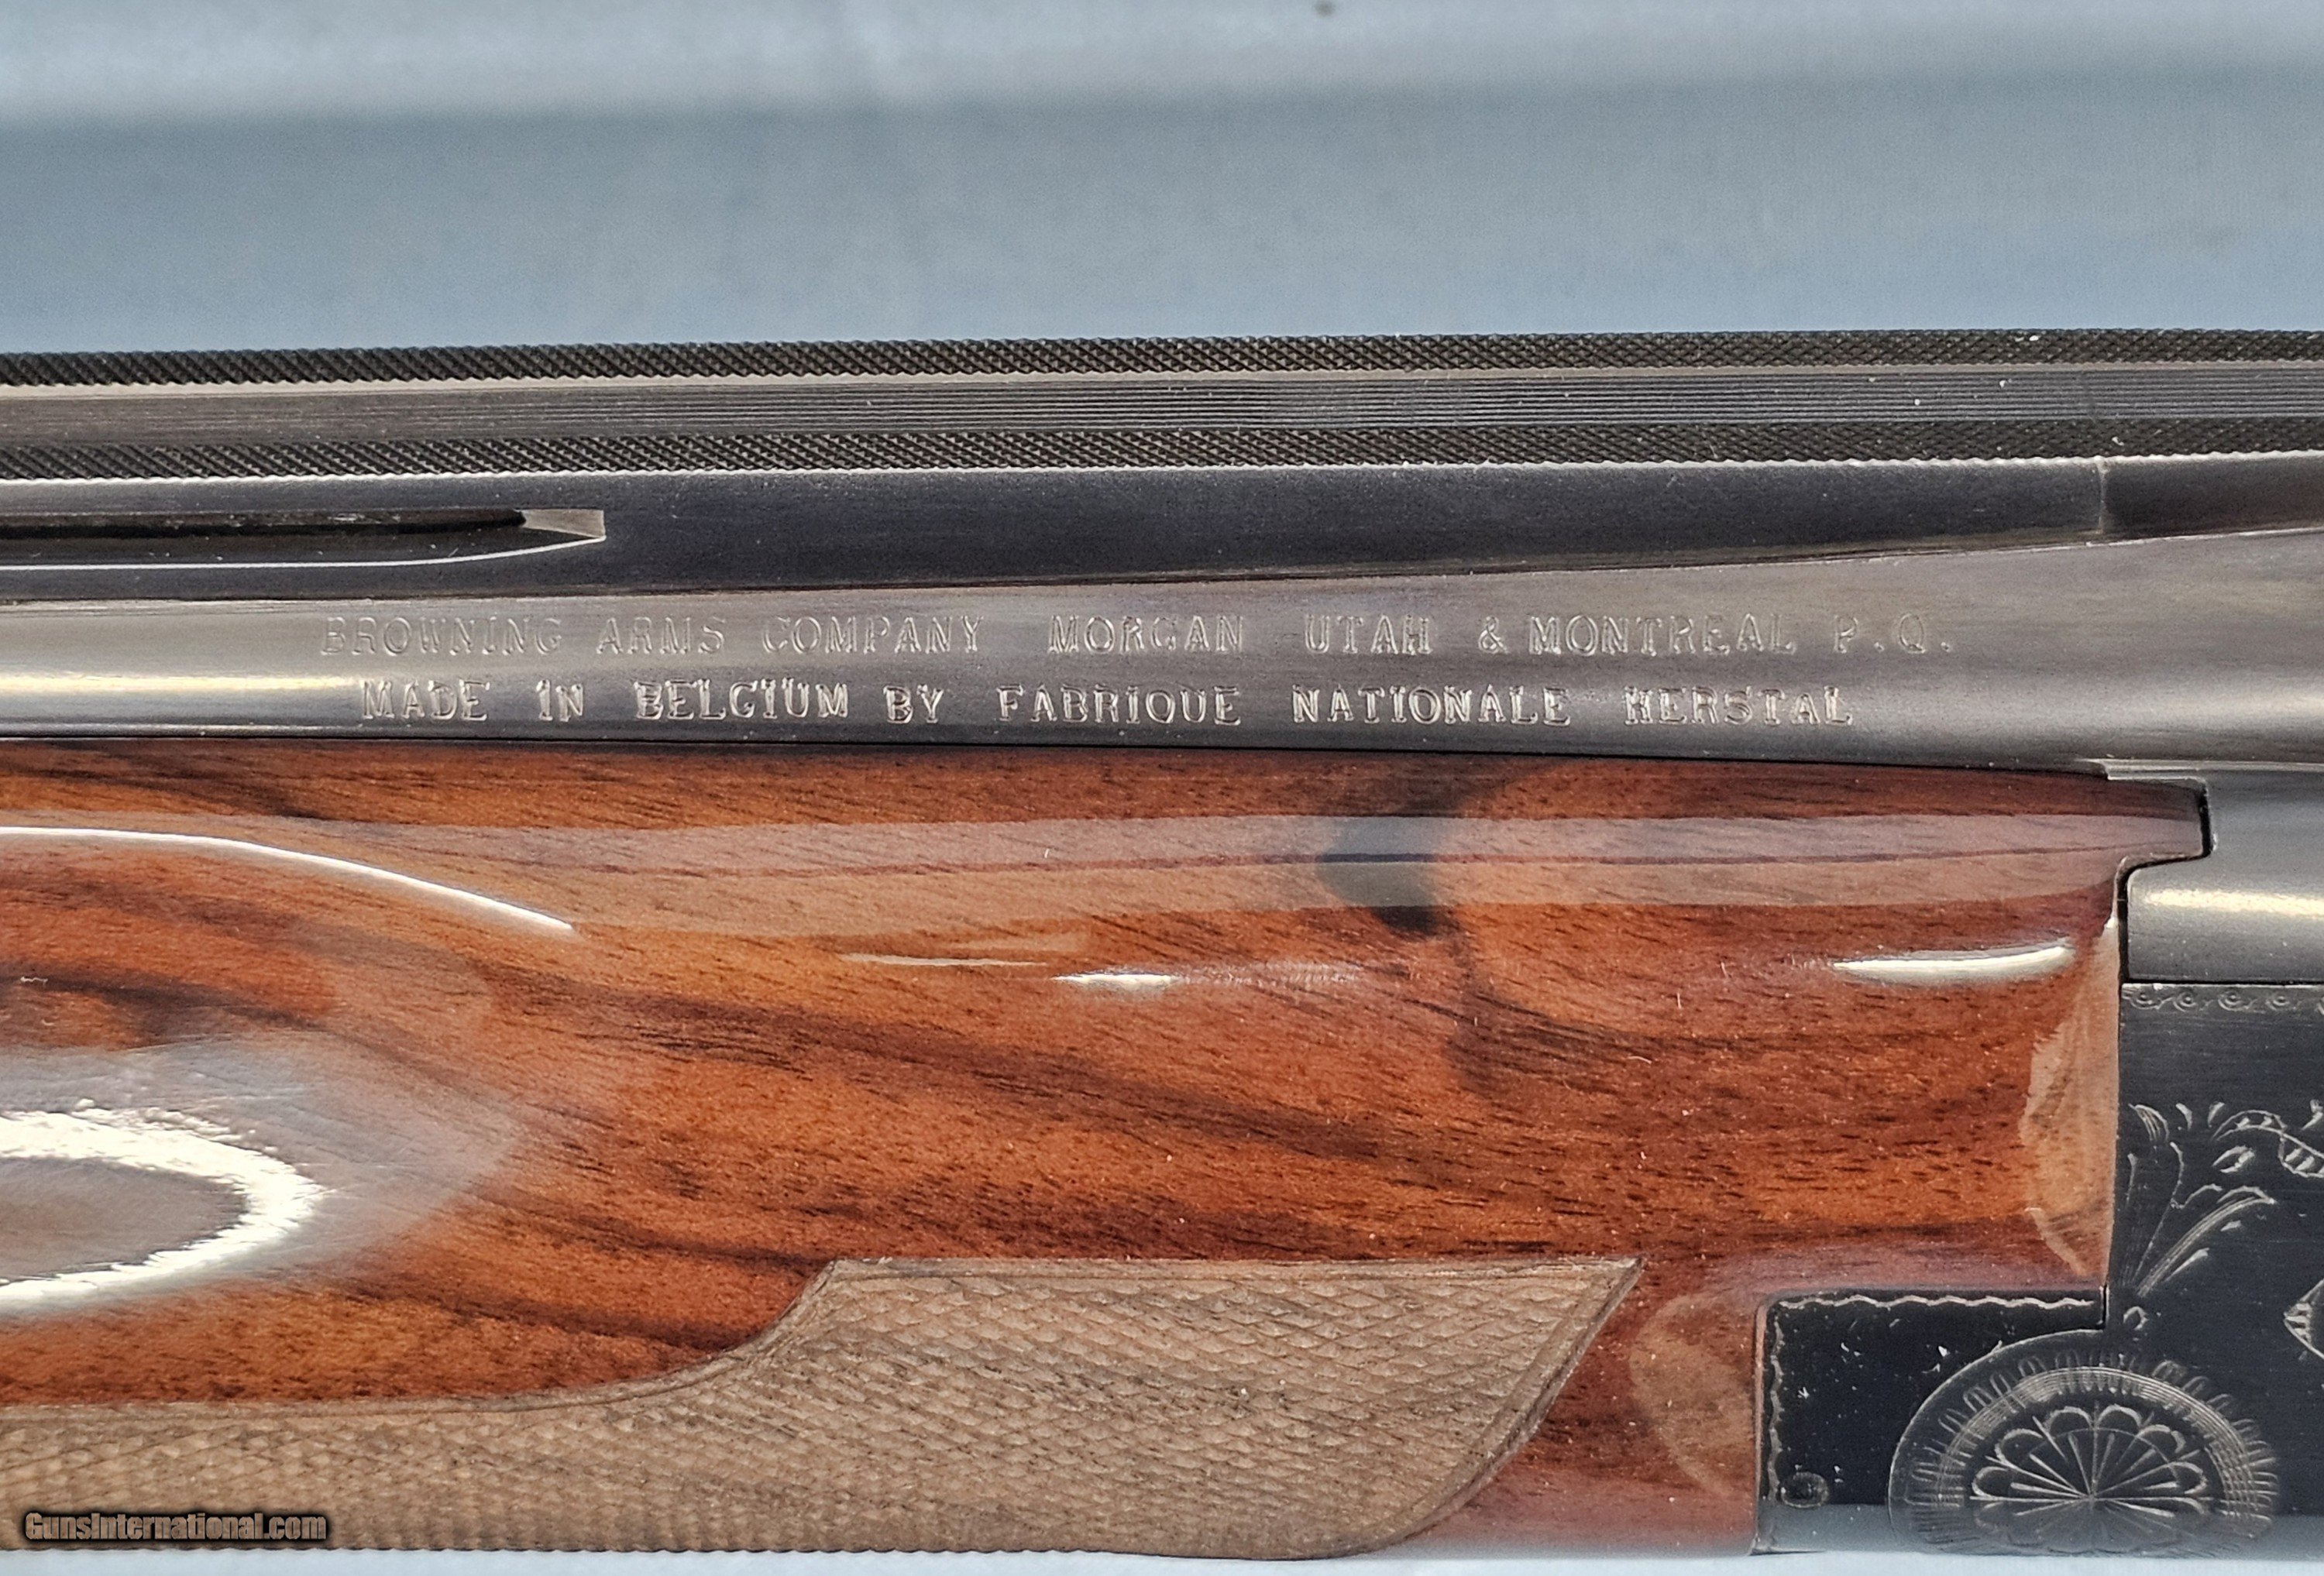 BROWNING ARMS COMPANY MORGAN UTAH & MONTREAL P.Q.
MADE IN BELGIUM BY FABRIQUE NATIONALE HERSTAL
GunsInternational.com